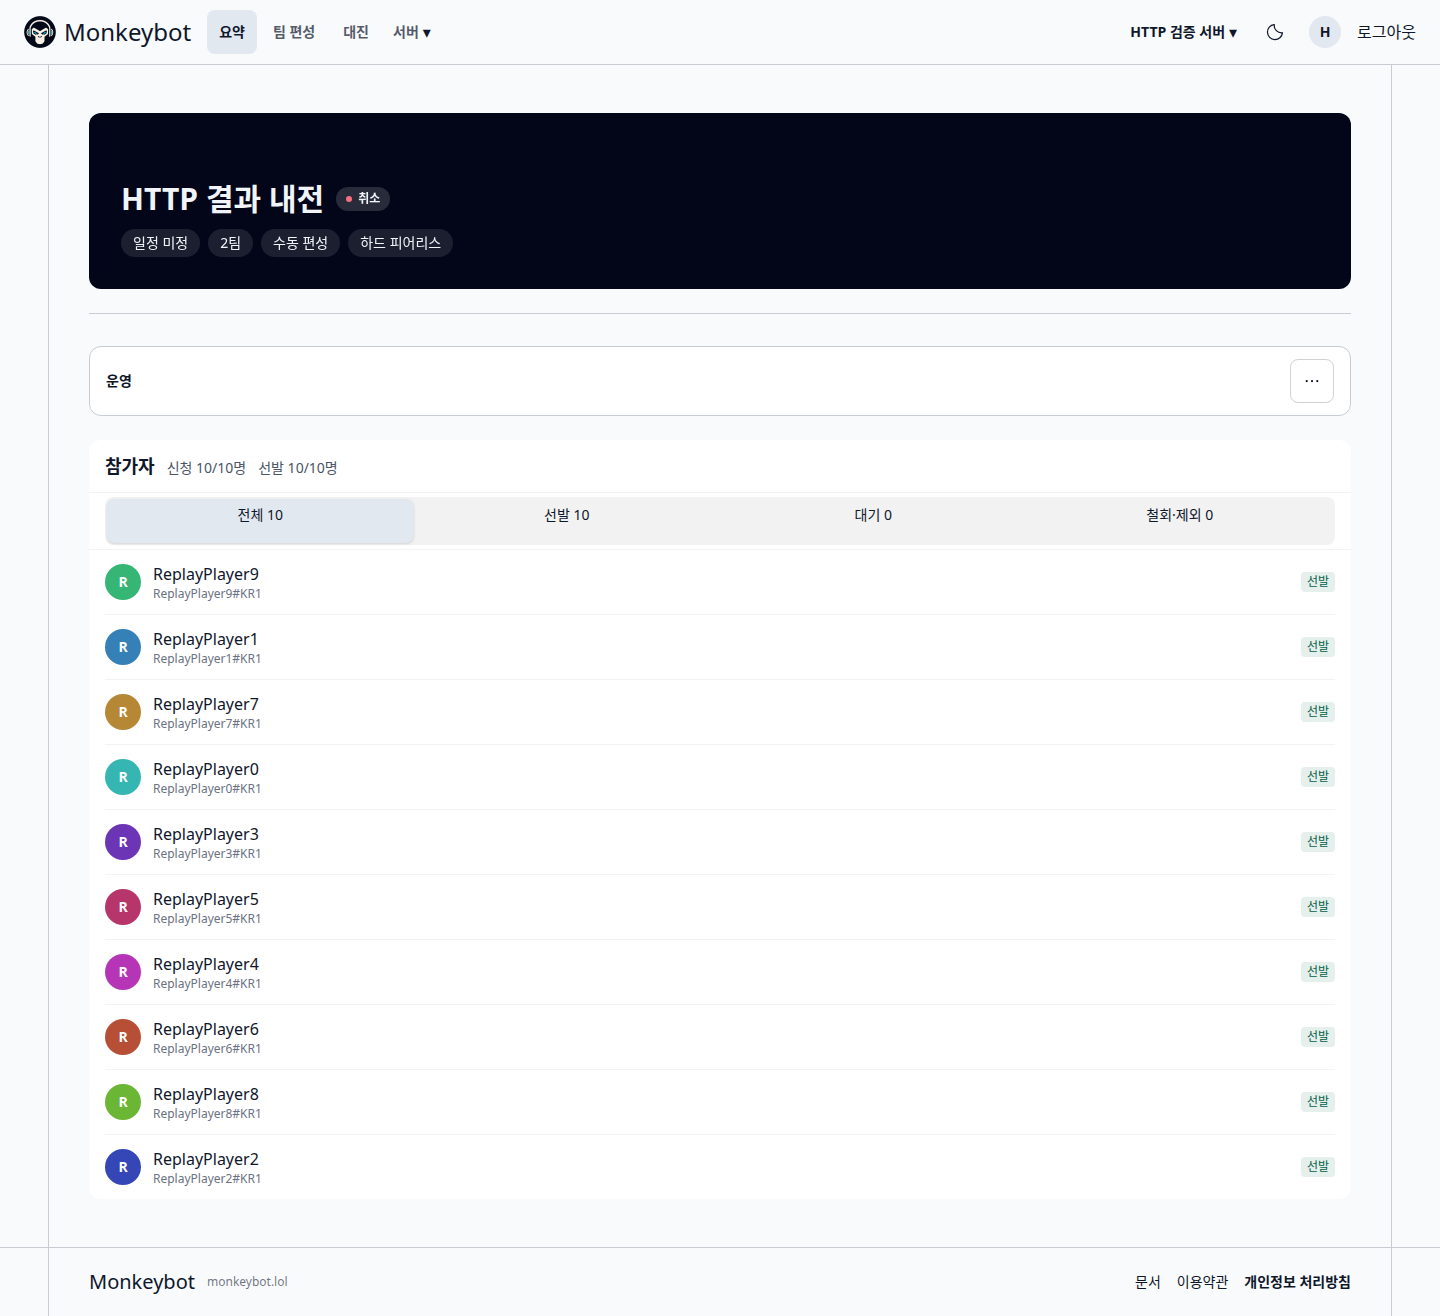 Monkeybot 요약 팀 편성 대진 서버 ▾ HTTP 검증 서버 ▾ H 로그아웃
HTTP 결과 내전 취소
일정 미정 2팀 수동 편성 하드 피어리스
운영 ...
참가자 신청 10/10명 선발 10/10명
전체 10 선발 10 대기 0 철회·제외 0
R ReplayPlayer9 선발
ReplayPlayer9#KR1
R ReplayPlayer1 선발
ReplayPlayer1#KR1
R ReplayPlayer7 선발
ReplayPlayer7#KR1
R ReplayPlayer0 선발
ReplayPlayer0#KR1
R ReplayPlayer3 선발
ReplayPlayer3#KR1
R ReplayPlayer5 선발
ReplayPlayer5#KR1
R ReplayPlayer4 선발
ReplayPlayer4#KR1
R ReplayPlayer6 선발
ReplayPlayer6#KR1
R ReplayPlayer8 선발
ReplayPlayer8#KR1
R ReplayPlayer2 선발
ReplayPlayer2#KR1
Monkeybot monkeybot.lol 문서 이용약관 개인정보 처리방침